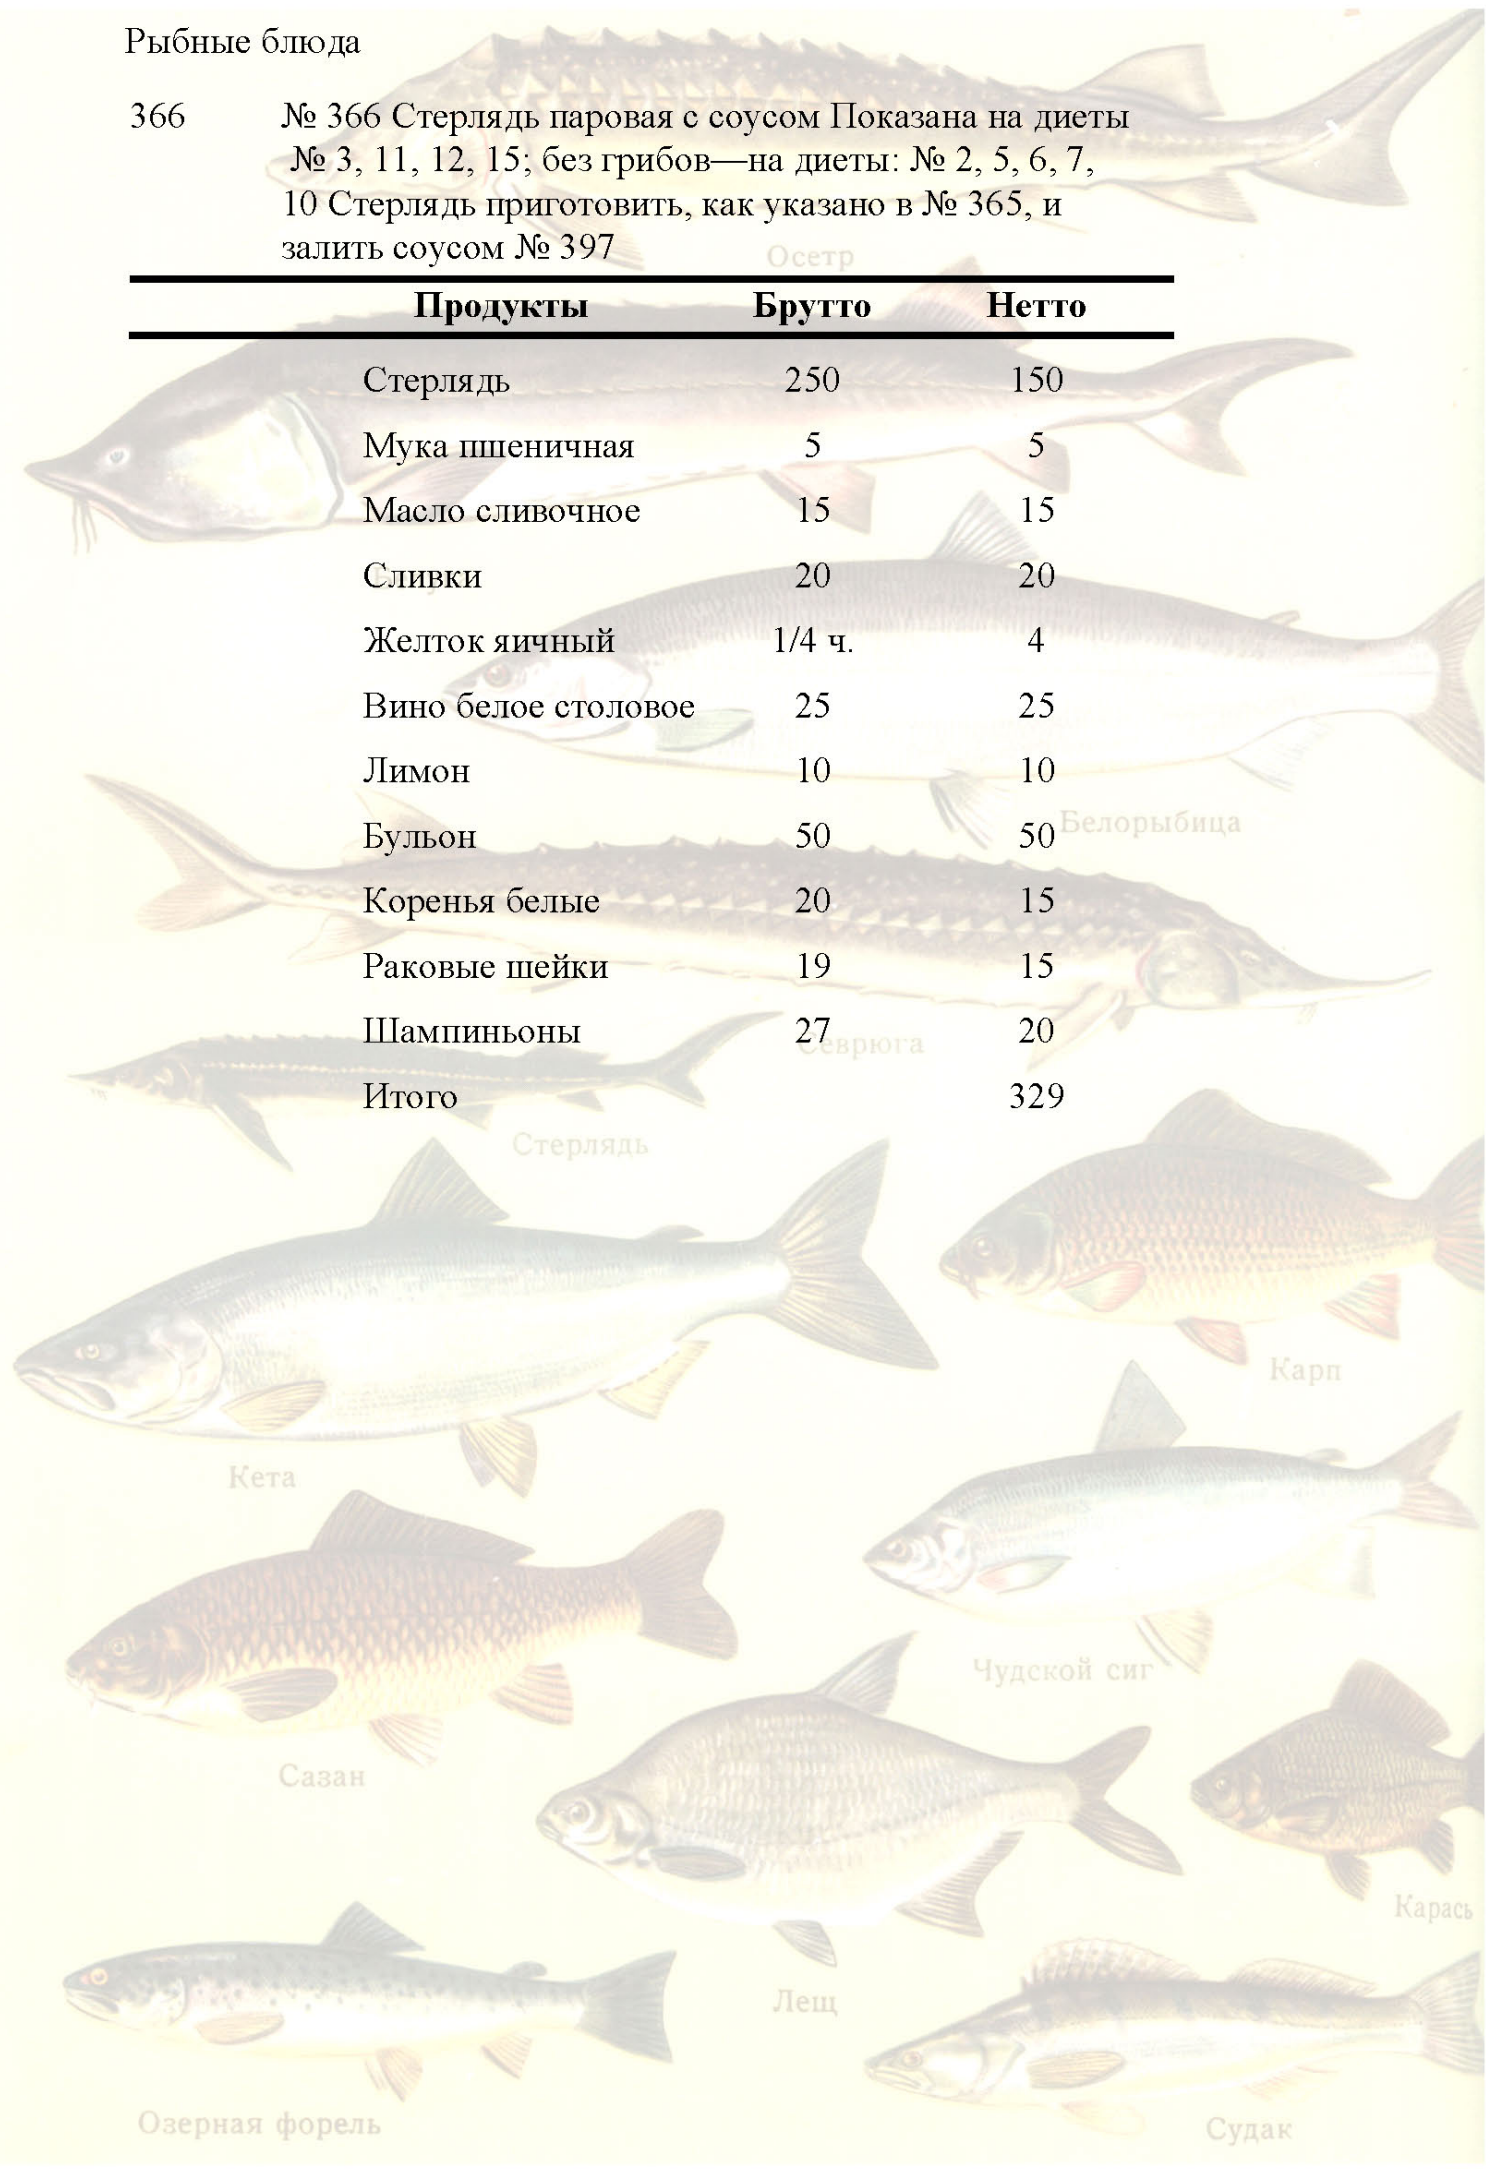 Рыбные блюда
366 № 366 Стерлядь паровая с соусом Показана на диеты
№ 3, 11, 12, 15; без грибов—на диеты: № 2, 5, 6, 7,
10 Стерлядь приготовить, как указано в № 365, и
залить соусом № 397
Осетр
Продукты Брутто Нетто
Стерлядь 250 150
Мука пшеничная 5 5
Масло сливочное 15 15
Сливки 20 20
Желток яичный 1/4 ч. 4
Вино белое столовое 25 25
Лимон 10 10
Белорыбица
Бульон 50 50
Коренья белые 20 15
Раковые шейки 19 15
Шампиньоны 27 20
Севрюга
Итого 329
Стерлядь
Карп
Кета
Чудской сиг
Сазан
Карась
Лещ
Озерная форель
Судак